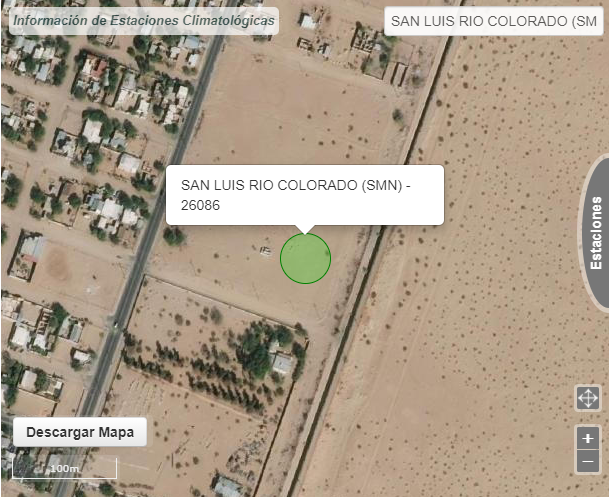 Información de Estaciones Climatológicas
SAN LUIS RIO COLORADO (SM
SAN LUIS RIO COLORADO (SMN) -
26086
Estaciones
Descargar Mapa
100m
+
−